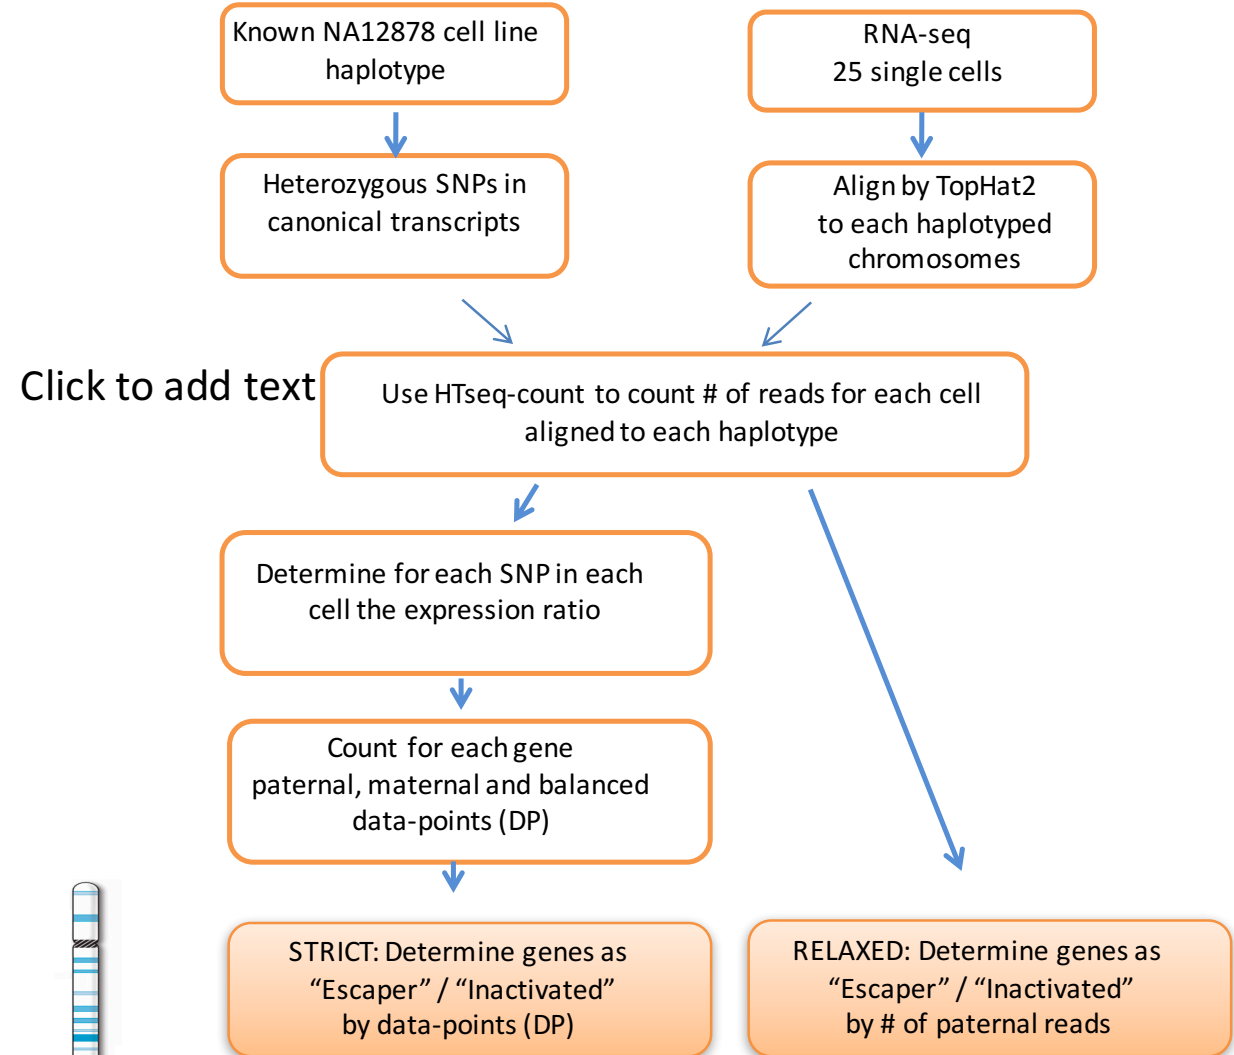 Known NA12878 cell line
haplotype
RNA-seq
25 single cells
Heterozygous SNPs in
canonical transcripts
Align by TopHat2
to each haplotyped
chromosomes
Click to add text
Use HTseq-count to count # of reads for each cell
aligned to each haplotype
Determine for each SNP in each
cell the expression ratio
Count for each gene
paternal, maternal and balanced
data-points (DP)
STRICT: Determine genes as
“Escaper” / “Inactivated”
by data-points (DP)
RELAXED: Determine genes as
“Escaper” / “Inactivated”
by # of paternal reads